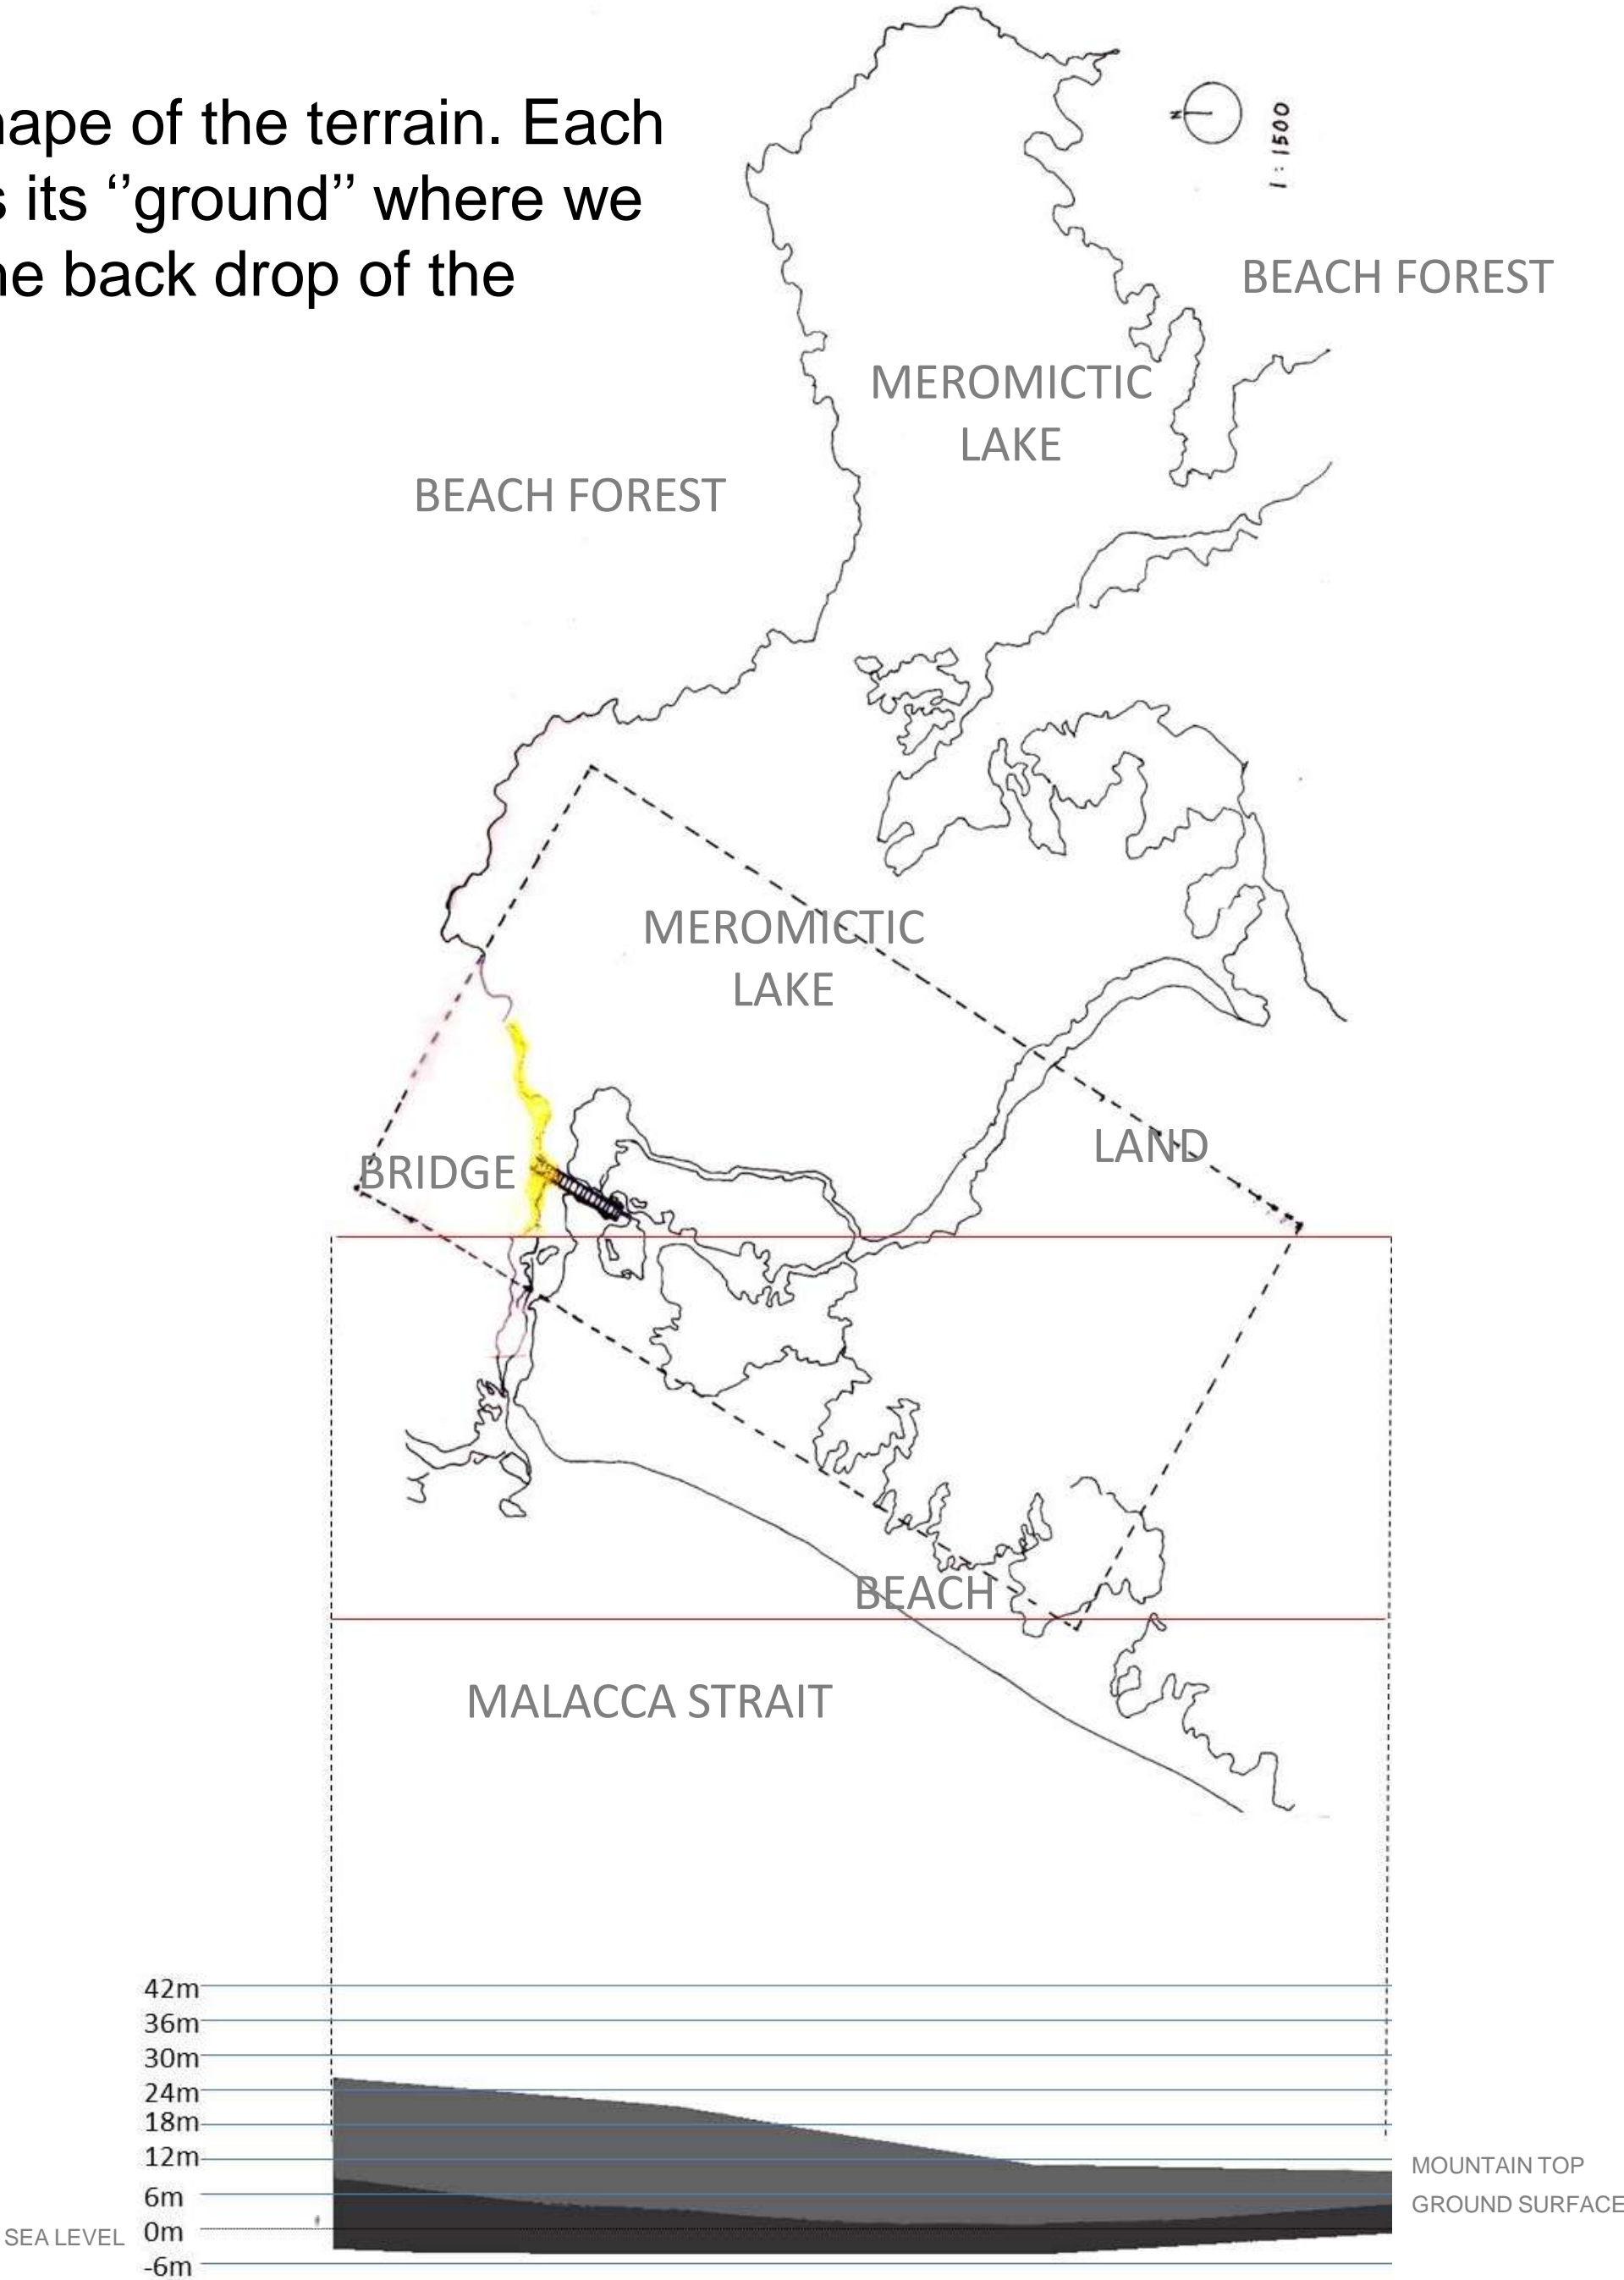 hape of the terrain. Each
s its ‘’ground’’ where we
ne back drop of the
N
1 : 1500
BEACH FOREST
MEROMICTIC
LAKE
BEACH FOREST
MEROMICTIC
LAKE
LAND
BRIDGE
BEACH
MALACCA STRAIT
42m
36m
30m
24m
18m
12m
MOUNTAIN TOP
6m
GROUND SURFACE
SEA LEVEL 0m
-6m